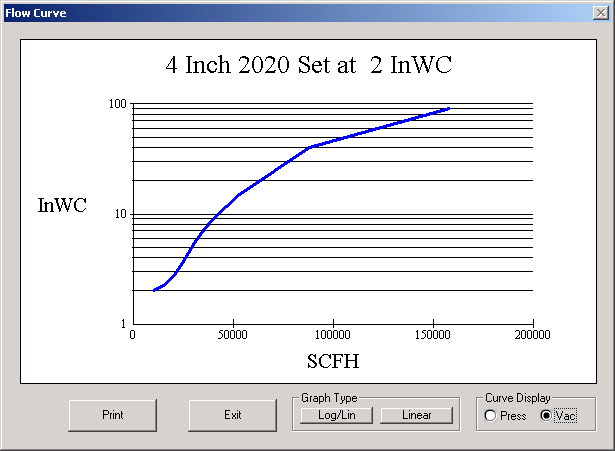 Flow Curve
4 Inch 2020 Set at 2 InWC
100
InWC
10
1
0 50000 100000 150000 200000
SCFH
Print
Exit
Graph Type
Log/Lin
Linear
Curve Display
Press
Vac